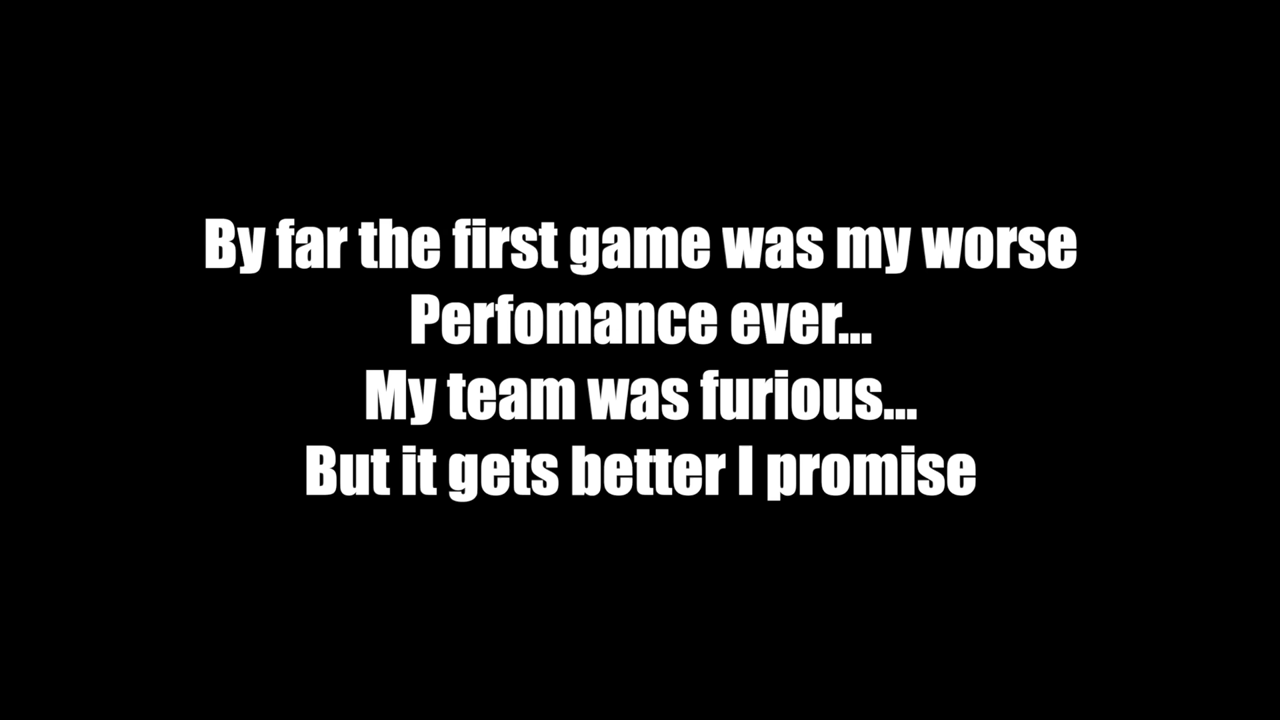 By far the first game was my worse
Perfomance ever...
My team was furious...
But it gets better I promise